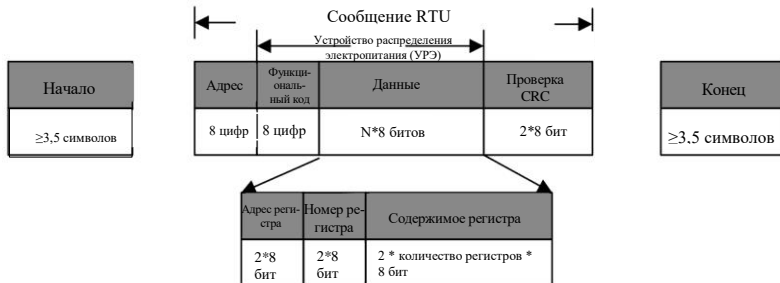 Сообщение RTU
Устройство распределения
электропитания (УРЭ)
Начало
≥3,5 символов
Адрес
8 цифр
Функци-
ональ-
ный код
8 цифр
Данные
N*8 битов
Проверка
CRC
2*8 бит
Конец
≥3,5 символов
Адрес реги-
стра
2*8
бит
Номер ре-
гистра
2*8
бит
Содержимое регистра
2 * количество регистров *
8 бит